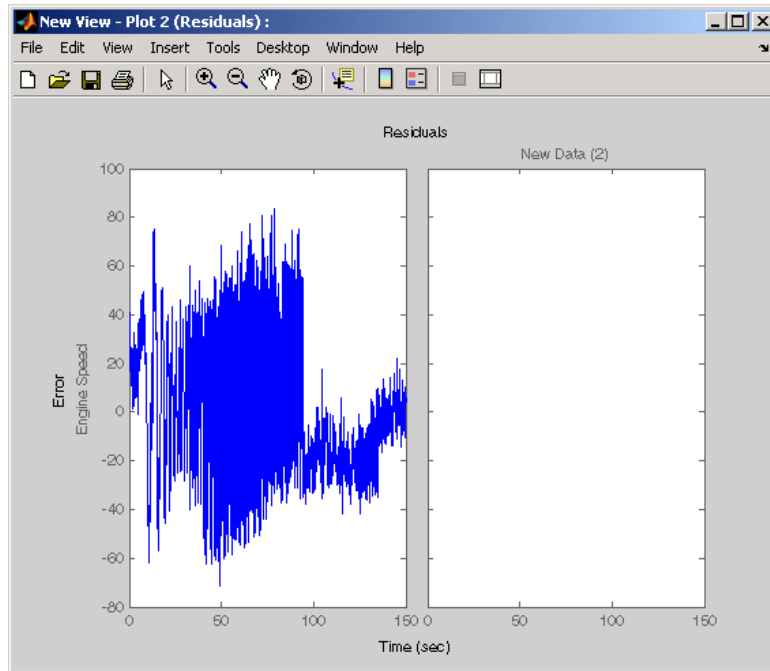 New View - Plot 2 (Residuals) :
File Edit View Insert Tools Desktop Window Help
Residuals
New Data (2)
100
80
60
40
20
0
-20
-40
-60
-80
Error
Engine Speed
0 50 100 150 0 50 100 150
Time (sec)